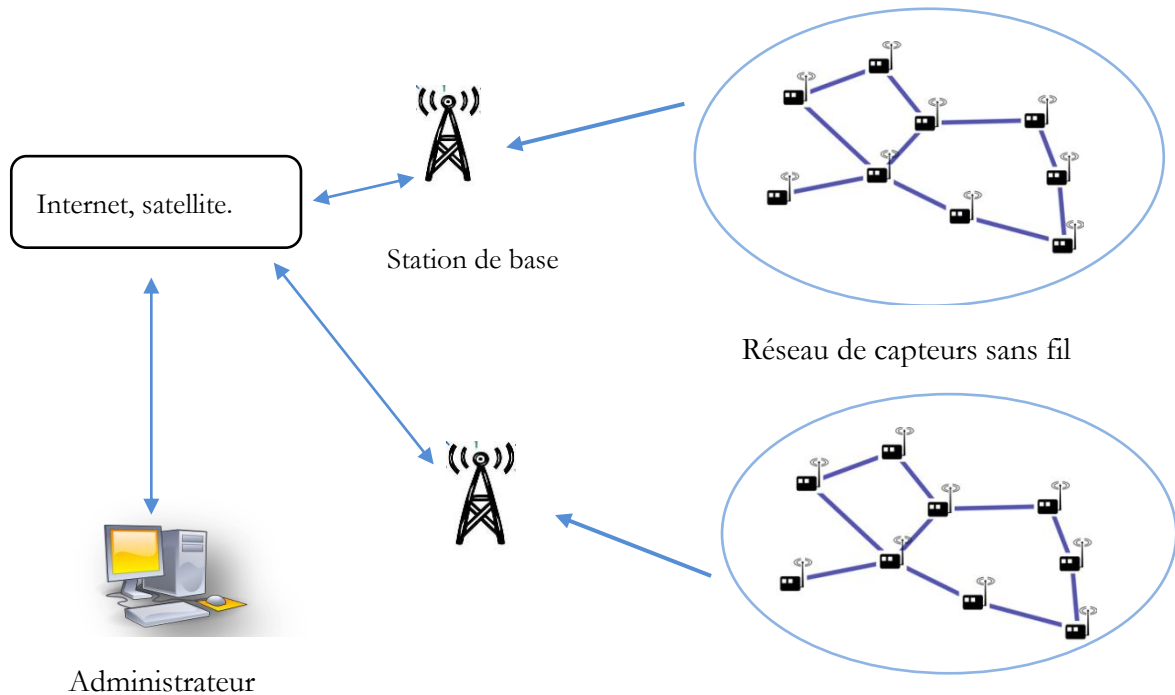 Internet, satellite.
Station de base
Réseau de capteurs sans fil
Administrateur